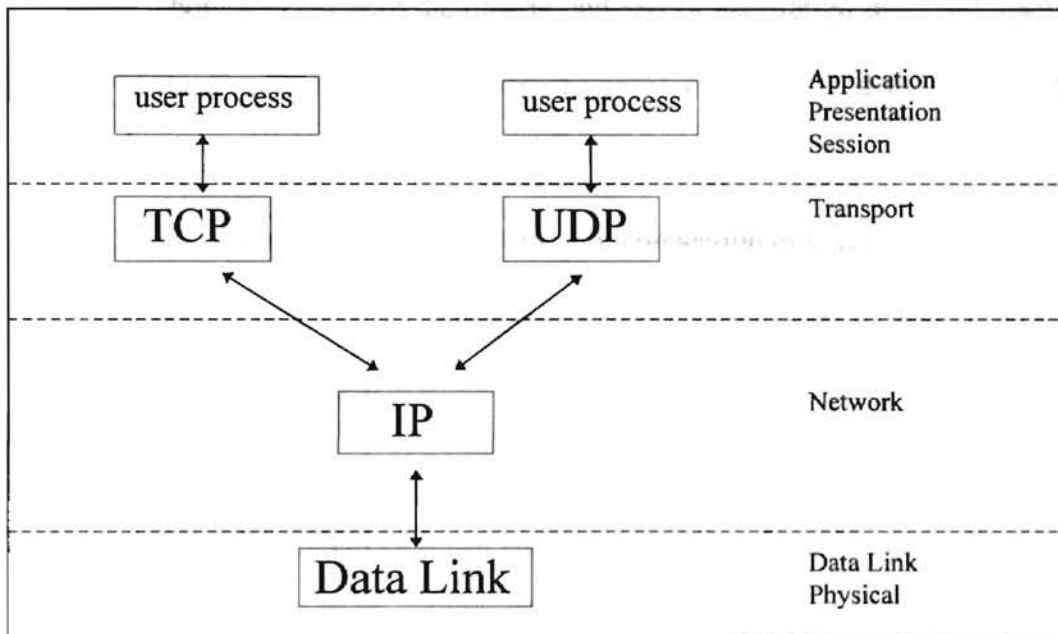 user process
user process
Application
Presentation
Session
TCP
UDP
Transport
IP
Network
Data Link
Data Link
Physical